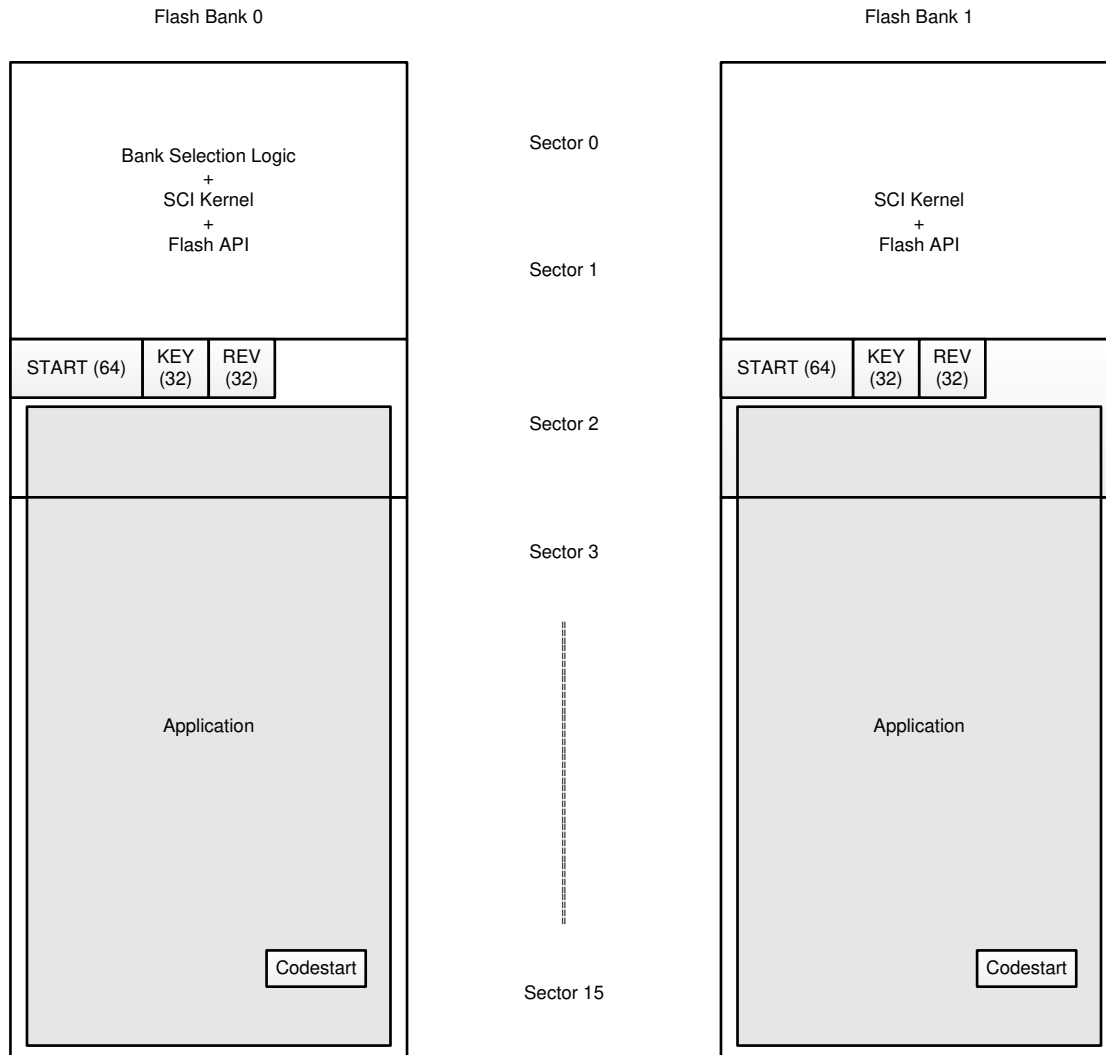 Flash Bank 0
Flash Bank 1
Bank Selection Logic
+
SCI Kernel
+
Flash API
Sector 0
Sector 1
SCI Kernel
+
Flash API
START (64)
KEY
(32)
REV
(32)
START (64)
KEY
(32)
REV
(32)
Sector 2
Sector 3
Application
Application
Codestart
Codestart
Sector 15